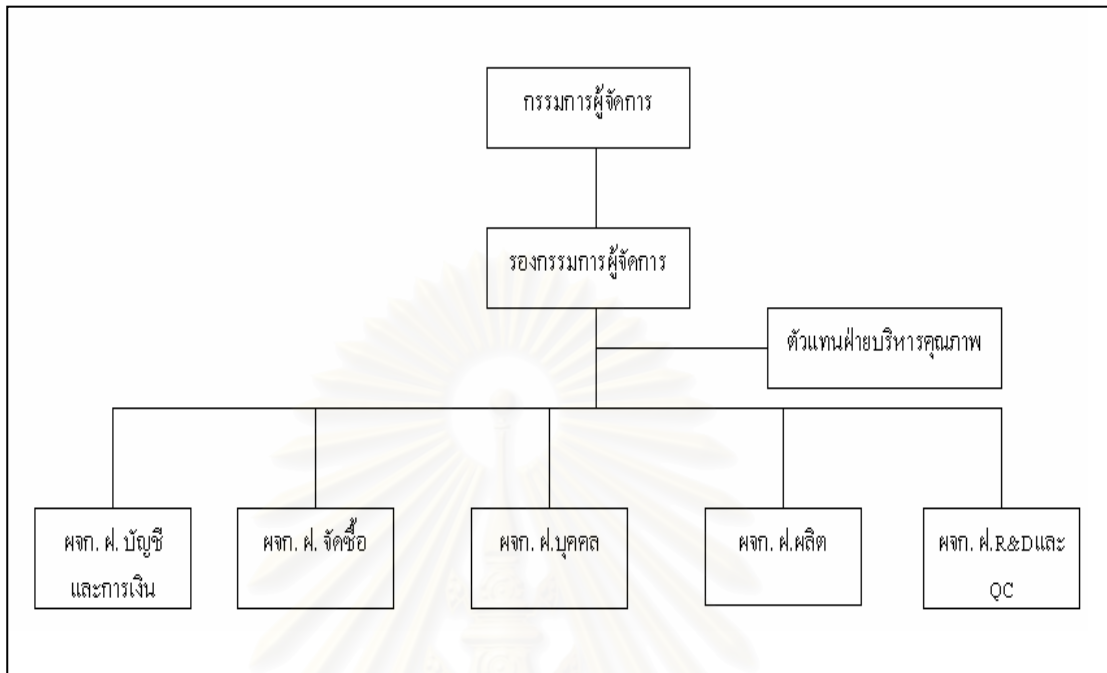 กรรมการผู้จัดการ
รองกรรมการผู้จัดการ
ตัวแทนฝ่ายบริหารคุณภาพ
ผจก. ฝ. บัญชี
และการเงิน
ผจก. ฝ. จัดซื้อ
ผจก. ฝ.บุคคล
ผจก. ฝ.ผลิต
ผจก. ฝ.R&Dและ
QC